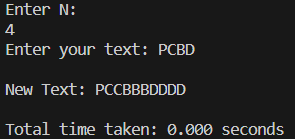 Enter N:
4
Enter your text: PCBD
New Text: PCCBBBDDDD
Total time taken: 0.000 seconds